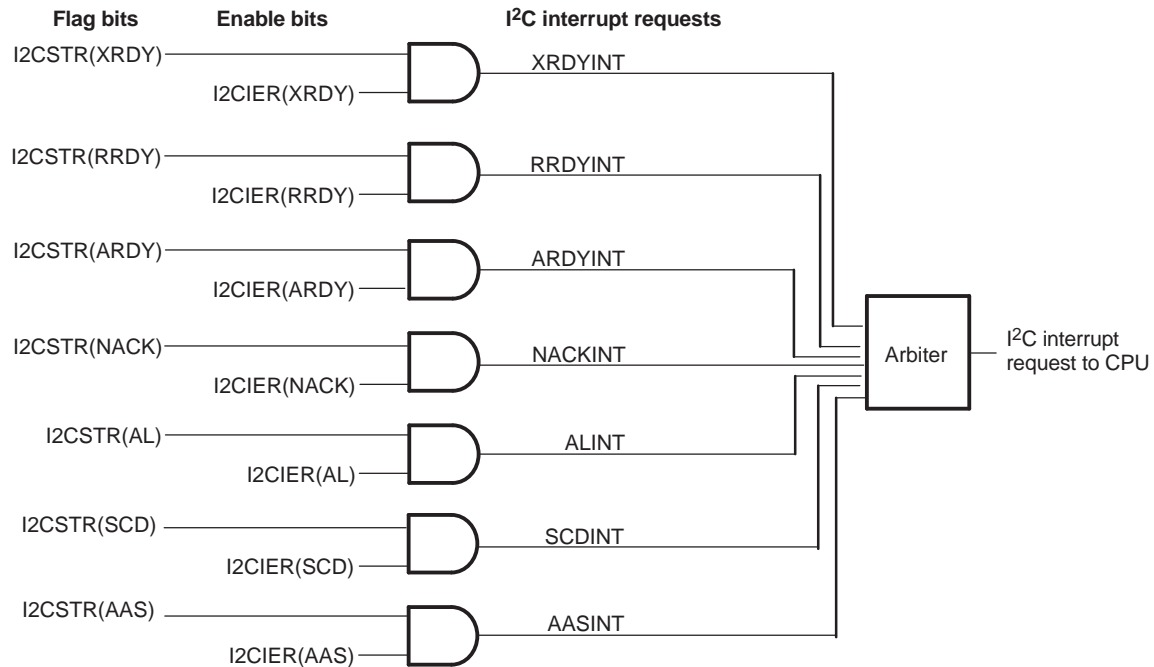 Flag bits Enable bits I²C interrupt requests
I2CSTR(XRDY)
XRDYINT
I2CIER(XRDY)
I2CSTR(RRDY)
RRDYINT
I2CIER(RRDY)
I2CSTR(ARDY)
ARDYINT
I2CIER(ARDY)
I2CSTR(NACK)
NACKINT
I2CIER(NACK)
Arbiter
I²C interrupt
request to CPU
I2CSTR(AL)
ALINT
I2CIER(AL)
I2CSTR(SCD)
SCDINT
I2CIER(SCD)
I2CSTR(AAS)
AASINT
I2CIER(AAS)